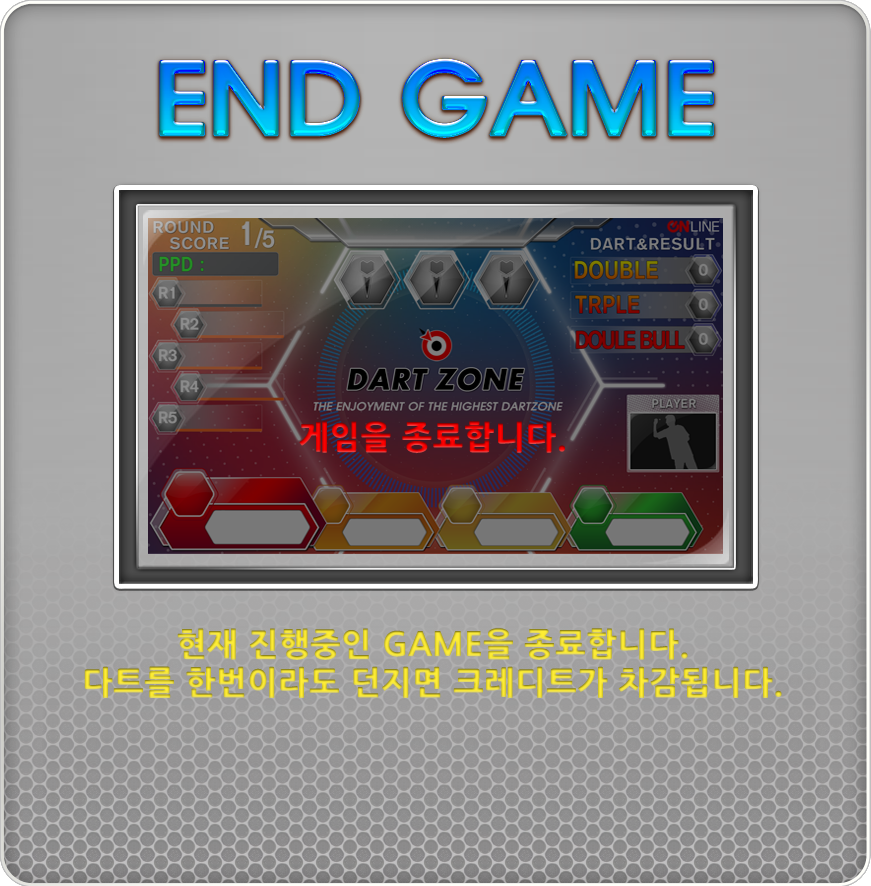 END GAME
ROUND
SCORE 1/5
PPD :
R1
R2
R3
R4
R5
ONLINE
DART&RESULT
DOUBLE 0
TRPLE 0
DOULE BULL 0
DART ZONE
THE ENJOYMENT OF THE HIGHEST DARTZONE
게임을 종료합니다.
PLAYER
현재 진행중인 GAME을 종료합니다.
다트를 한번이라도 던지면 크레디트가 차감됩니다.